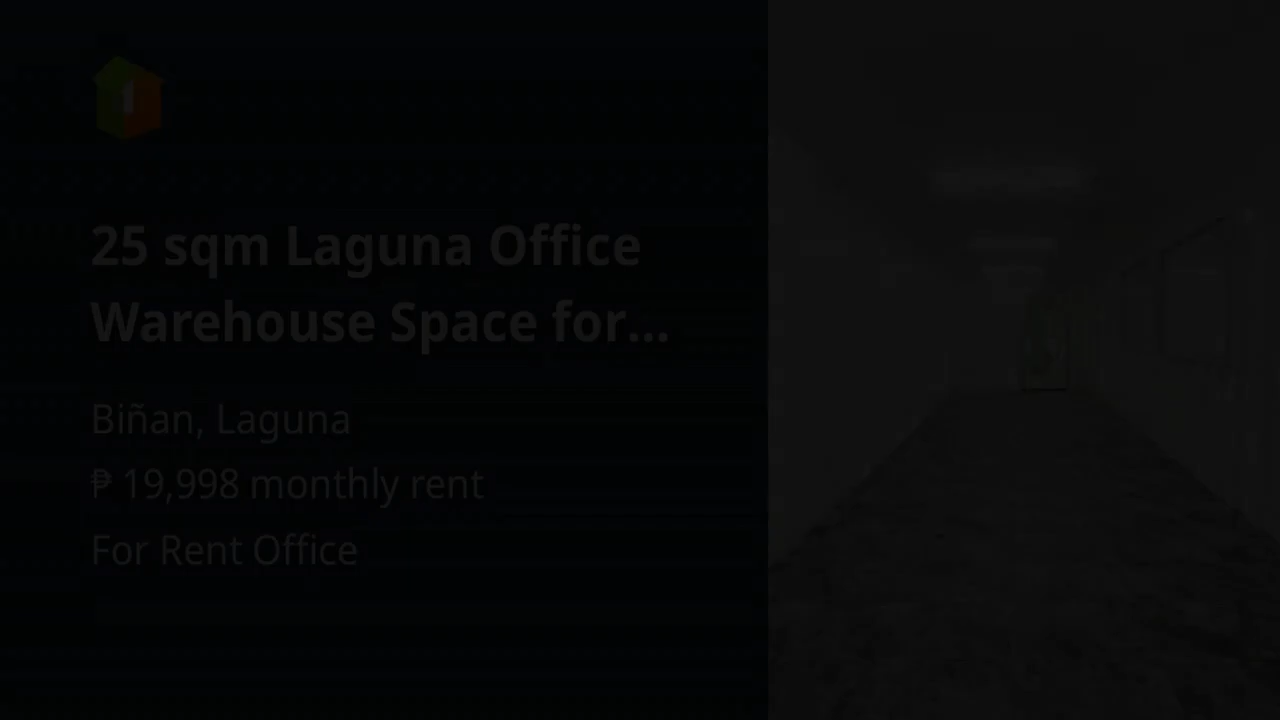 25 sqm Laguna Office
Warehouse Space for...
Biñan, Laguna
₱ 19,998 monthly rent
For Rent Office